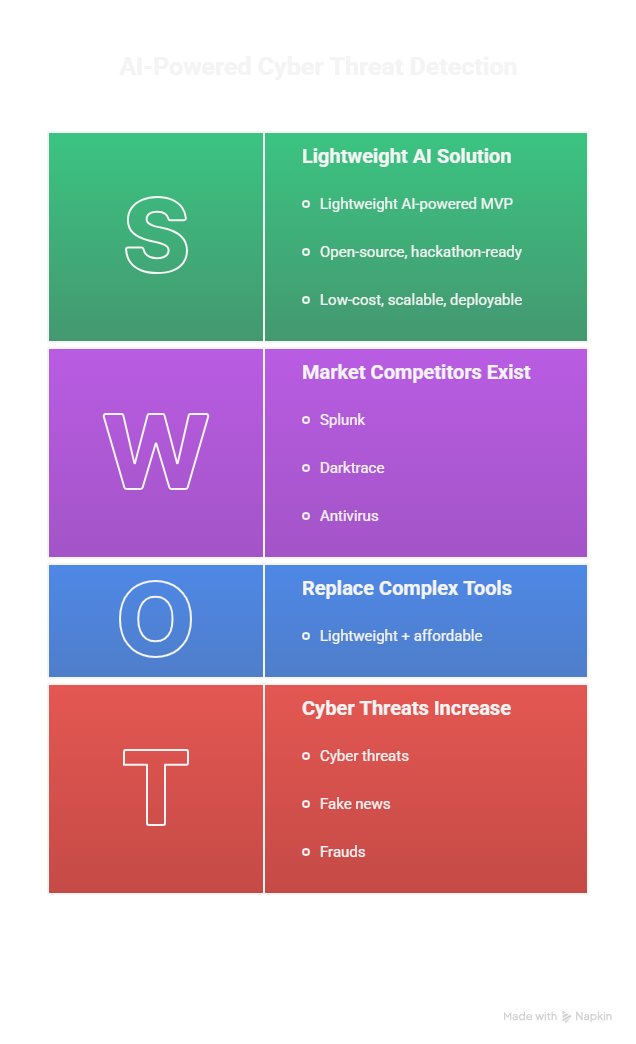 AI-Powered Cyber Threat Detection
S
Lightweight AI Solution
Lightweight AI-powered MVP
Open-source, hackathon-ready
Low-cost, scalable, deployable
W
Market Competitors Exist
Splunk
Darktrace
Antivirus
O
Replace Complex Tools
Lightweight + affordable
T
Cyber Threats Increase
Cyber threats
Fake news
Frauds
Made with Napkin